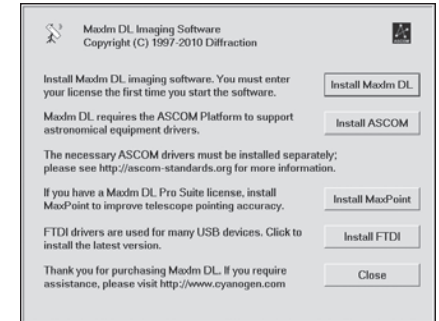 MaxIm DL Imaging Software
Copyright (C) 1997-2010 Diffraction
Install MaxIm DL imaging software. You must enter
your license the first time you start the software.
Install MaxIm DL
MaxIm DL requires the ASCOM Platform to support
astronomical equipment drivers.
Install ASCOM
The necessary ASCOM drivers must be installed separately;
please see http://ascom-standards.org for more information.
If you have a MaxIm DL Pro Suite license, install
MaxPoint to improve telescope pointing accuracy.
Install MaxPoint
FTDI drivers are used for many USB devices. Click to
install the latest version.
Install FTDI
Thank you for purchasing MaxIm DL. If you require
assistance, please visit http://www.cyanogen.com
Close